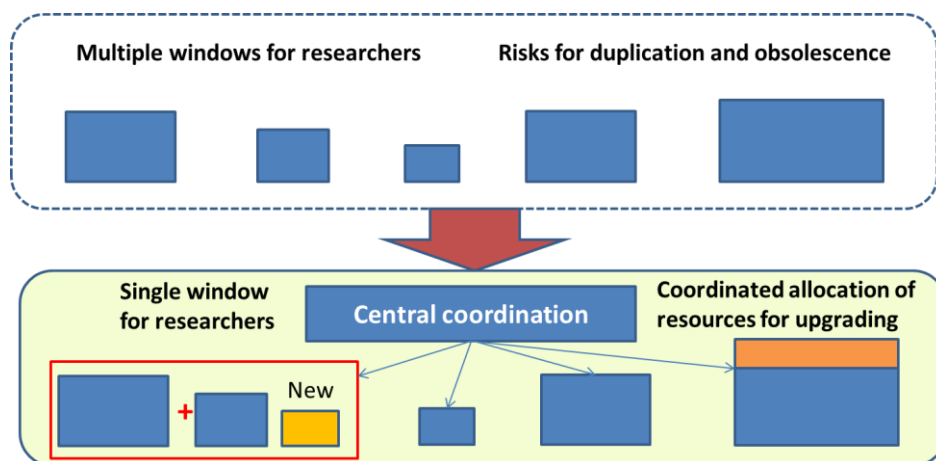 Multiple windows for researchers
Risks for duplication and obsolescence
Single window
for researchers
Central coordination
Coordinated allocation of
resources for upgrading
+
New